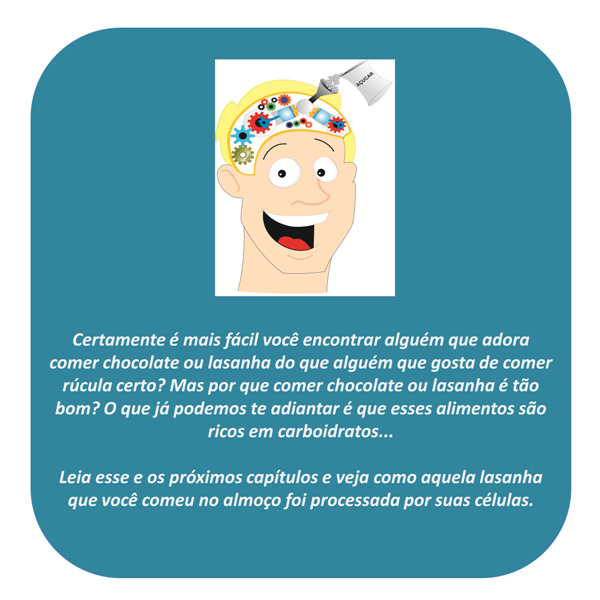 AÇUCAR
Certamente é mais fácil você encontrar alguém que adora
comer chocolate ou lasanha do que alguém que gosta de comer
rúcula certo? Mas por que comer chocolate ou lasanha é tão
bom? O que já podemos te adiantar é que esses alimentos são
ricos em carboidratos...
Leia esse e os próximos capítulos e veja como aquela lasanha
que você comeu no almoço foi processada por suas células.